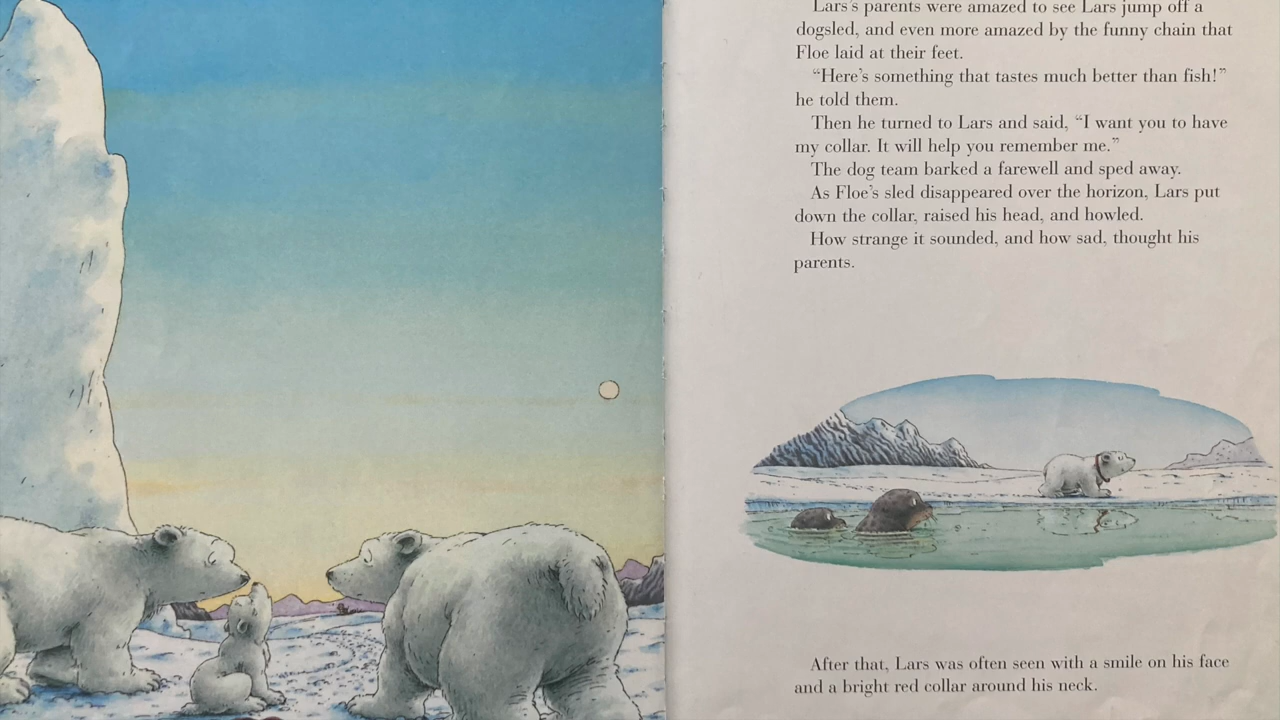 Lars's parents were amazed to see Lars jump off a
dogsled, and even more amazed by the funny chain that
Floe laid at their feet.
“Here's something that tastes much better than fish!”
he told them.
Then he turned to Lars and said, “I want you to have
my collar. It will help you remember me.”
The dog team barked a farewell and sped away.
As Floe's sled disappeared over the horizon, Lars put
down the collar, raised his head, and howled.
How strange it sounded, and how sad, thought his
parents.
After that, Lars was often seen with a smile on his face
and a bright red collar around his neck.